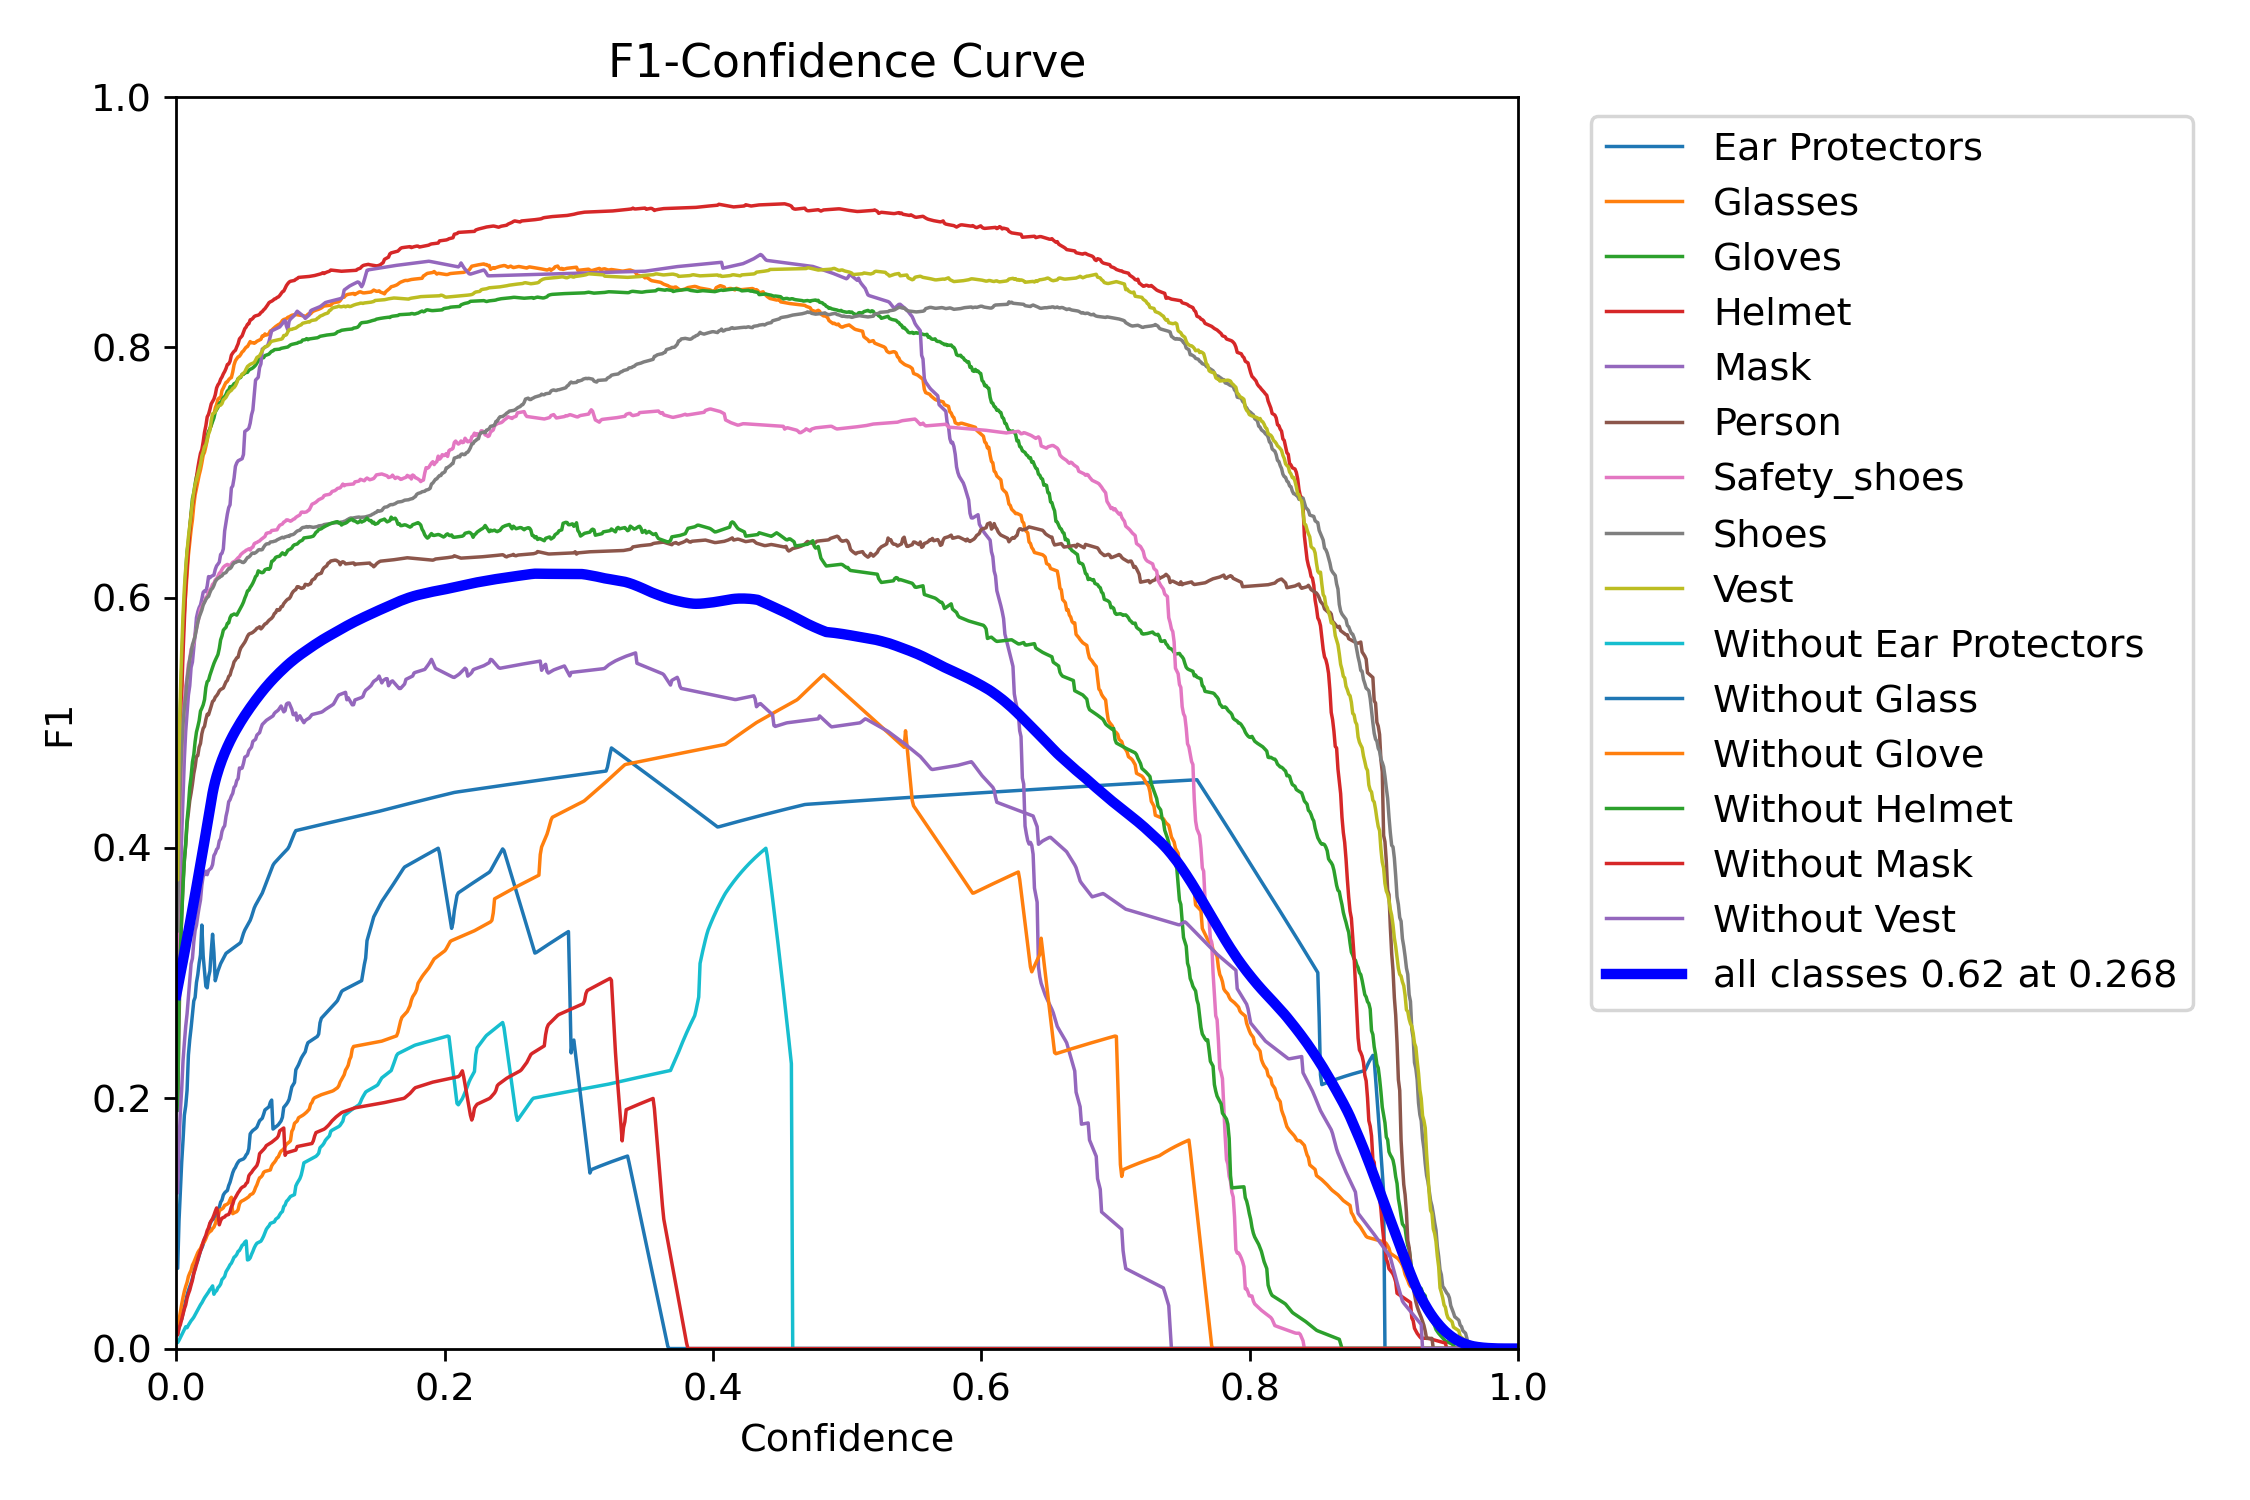 F1-Confidence Curve
1.0
0.8
0.6
0.4
0.2
0.0
F1
0.0 0.2 0.4 0.6 0.8 1.0
Confidence
Ear Protectors
Glasses
Gloves
Helmet
Mask
Person
Safety_shoes
Shoes
Vest
Without Ear Protectors
Without Glass
Without Glove
Without Helmet
Without Mask
Without Vest
all classes 0.62 at 0.268